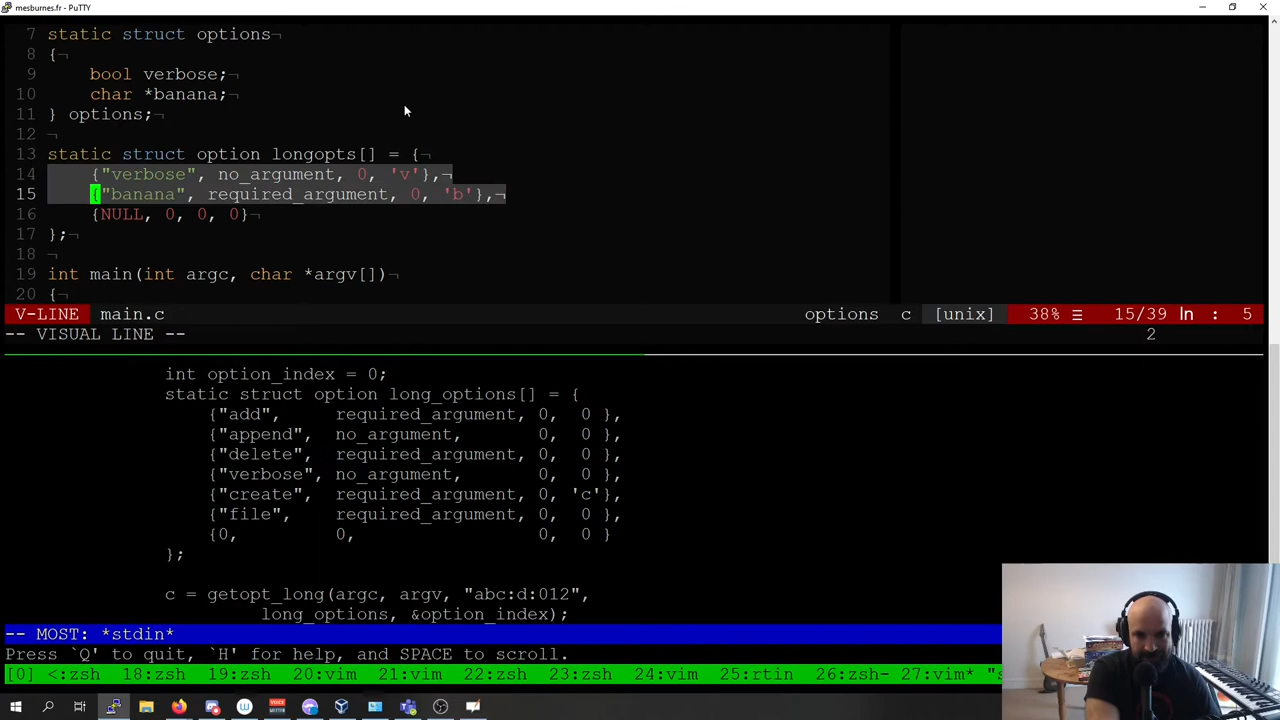 mesburnes.fr - PuTTY
7 static struct options¬
8 {¬
9 bool verbose;¬
10 char *banana;¬
11 } options;¬
12 ¬
13 static struct option longopts[] = {¬
14 {"verbose", no_argument, 0, 'v'},¬
15 {"banana", required_argument, 0, 'b'},¬
16 {NULL, 0, 0, 0}¬
17 };¬
18 ¬
19 int main(int argc, char *argv[])¬
20 {¬
V-LINE main.c options c [unix] 38% ☰ 15/39 ln : 5
-- VISUAL LINE -- 2
int option_index = 0;
static struct option long_options[] = {
{"add", required_argument, 0, 0 },
{"append", no_argument, 0, 0 },
{"delete", required_argument, 0, 0 },
{"verbose", no_argument, 0, 0 },
{"create", required_argument, 0, 'c'},
{"file", required_argument, 0, 0 },
{0, 0, 0, 0 }
};
c = getopt_long(argc, argv, "abc:d:012",
long_options, &option_index);
-- MOST: *stdin*
Press `Q' to quit, `H' for help, and SPACE to scroll.
[0] <:zsh 18:zsh 19:zsh 20:vim 21:vim 22:zsh 23:zsh 24:vim 25:rtin 26:zsh- 27:vim* "s